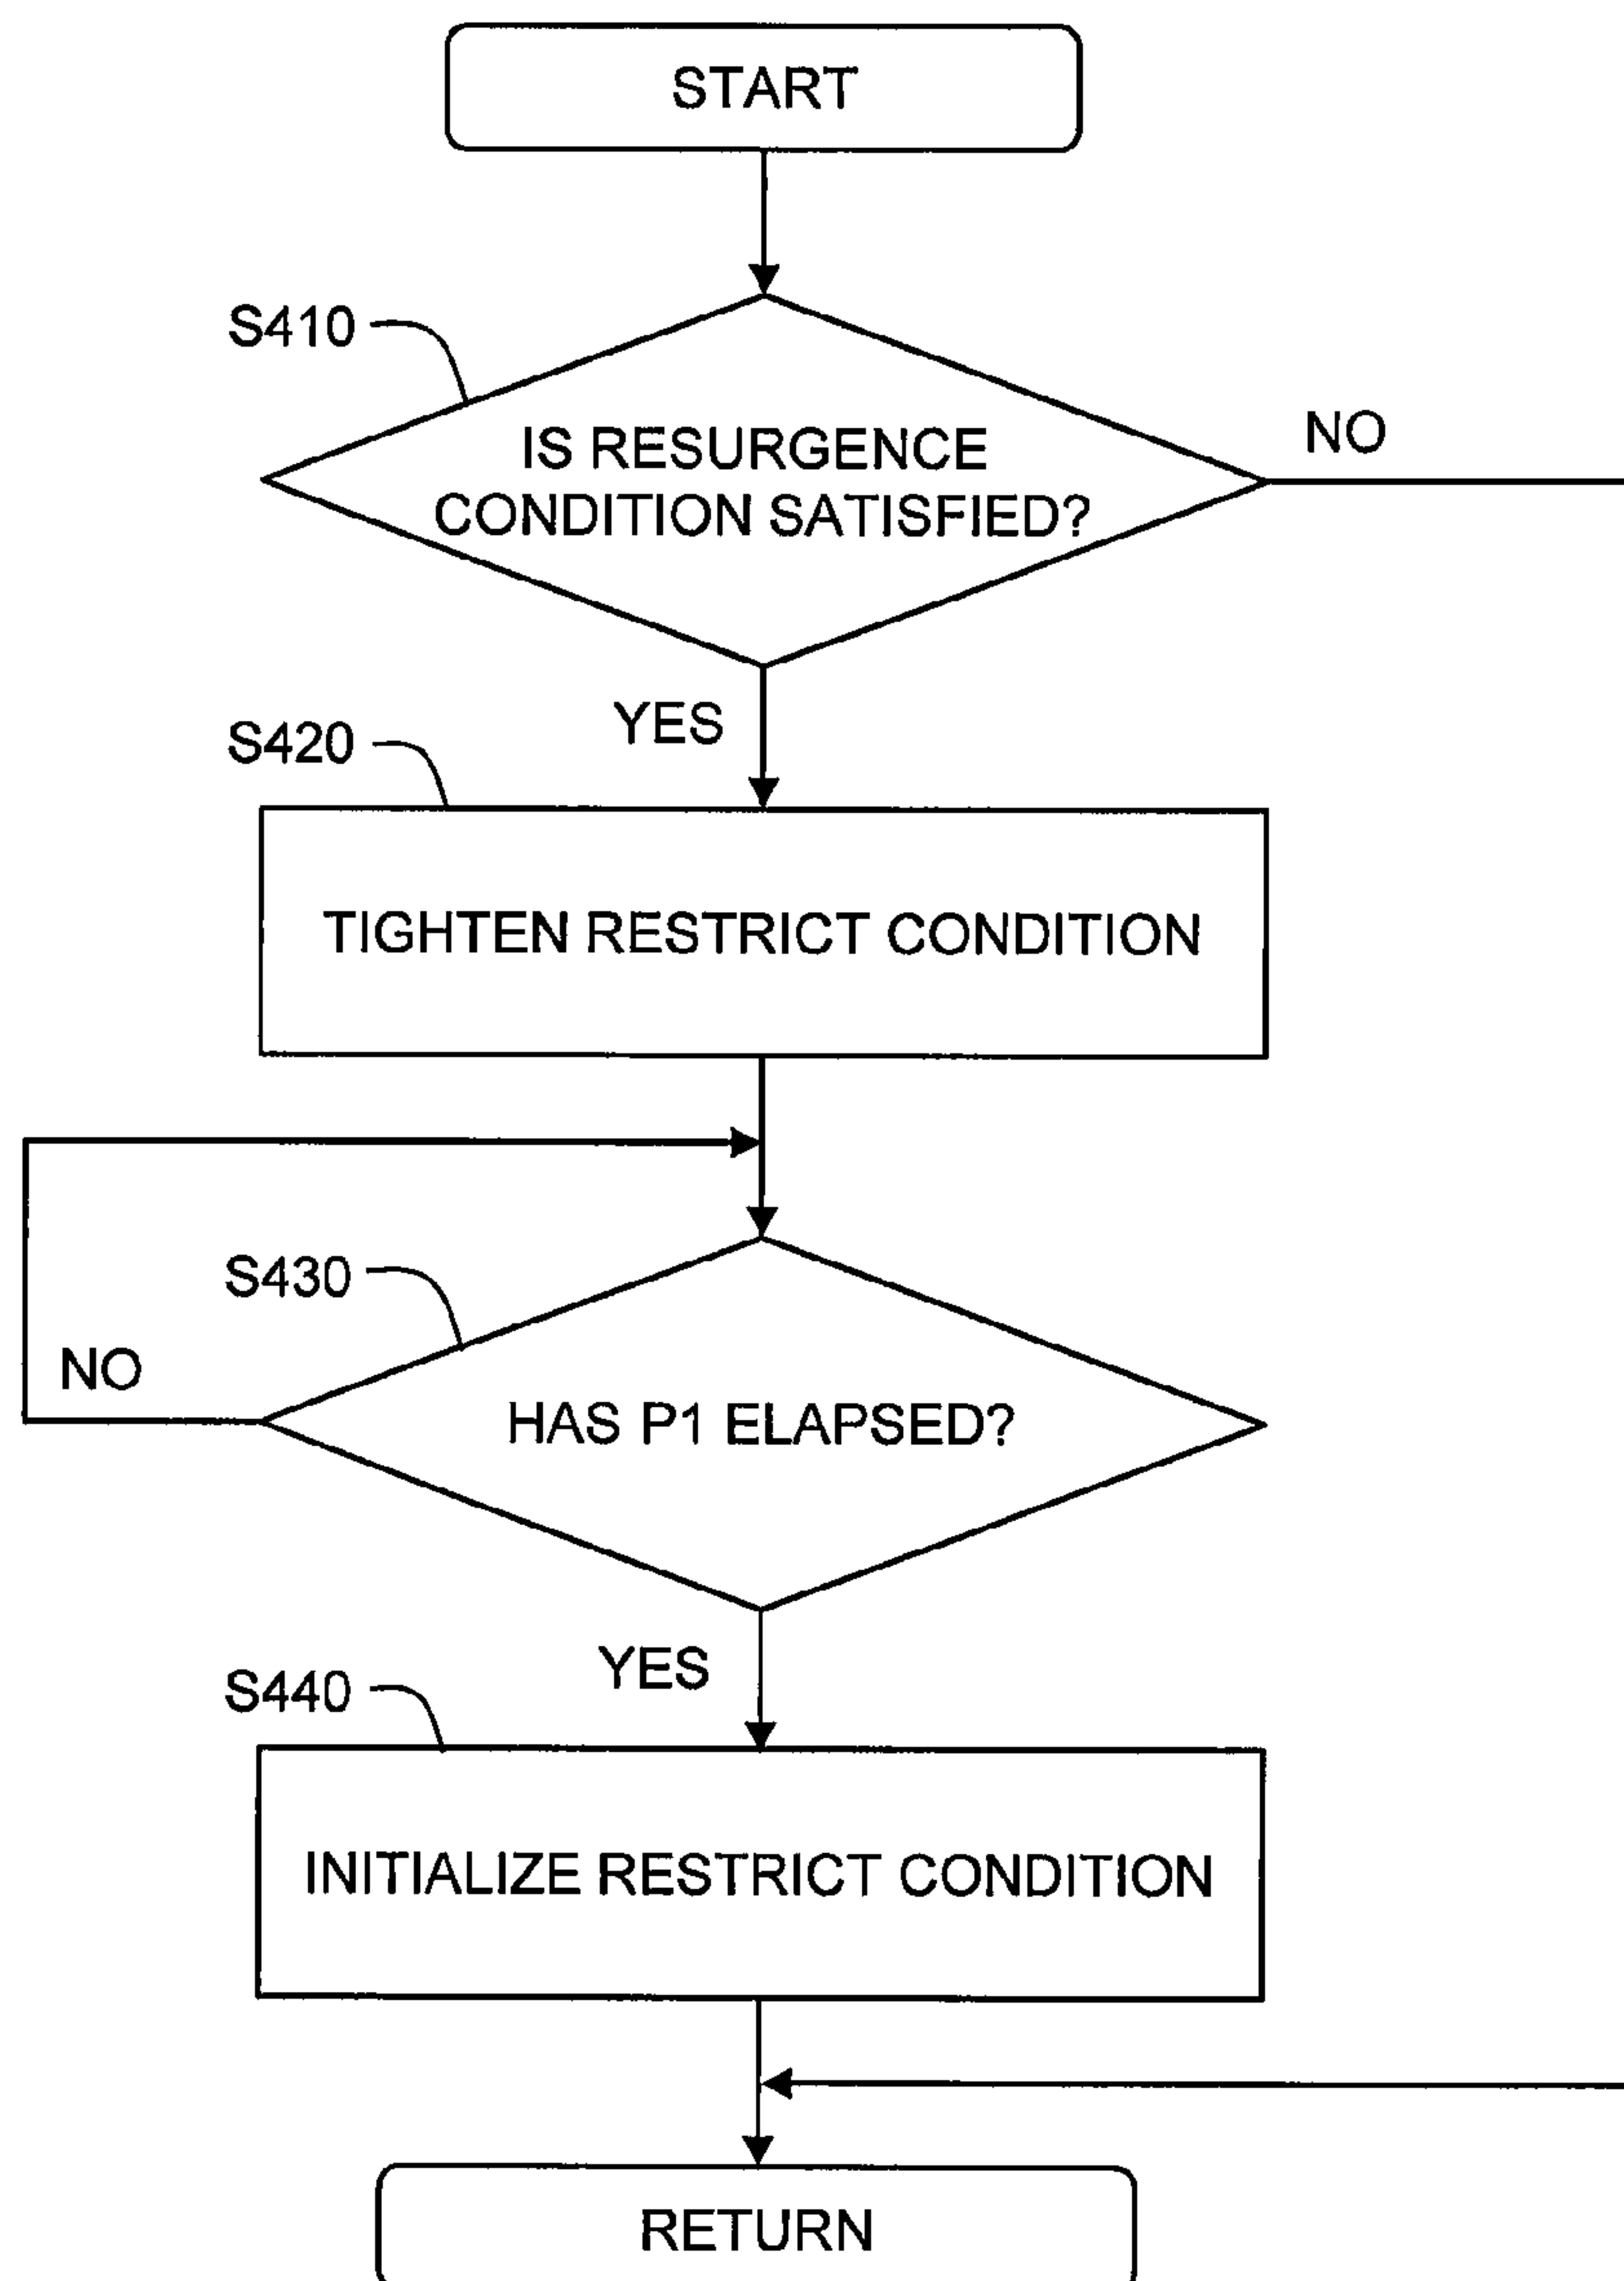 START
S410
IS RESURGENCE
CONDITION SATISFIED?
NO
YES
S420
TIGHTEN RESTRICT CONDITION
S430
NO
HAS P1 ELAPSED?
YES
S440
INITIALIZE RESTRICT CONDITION
RETURN